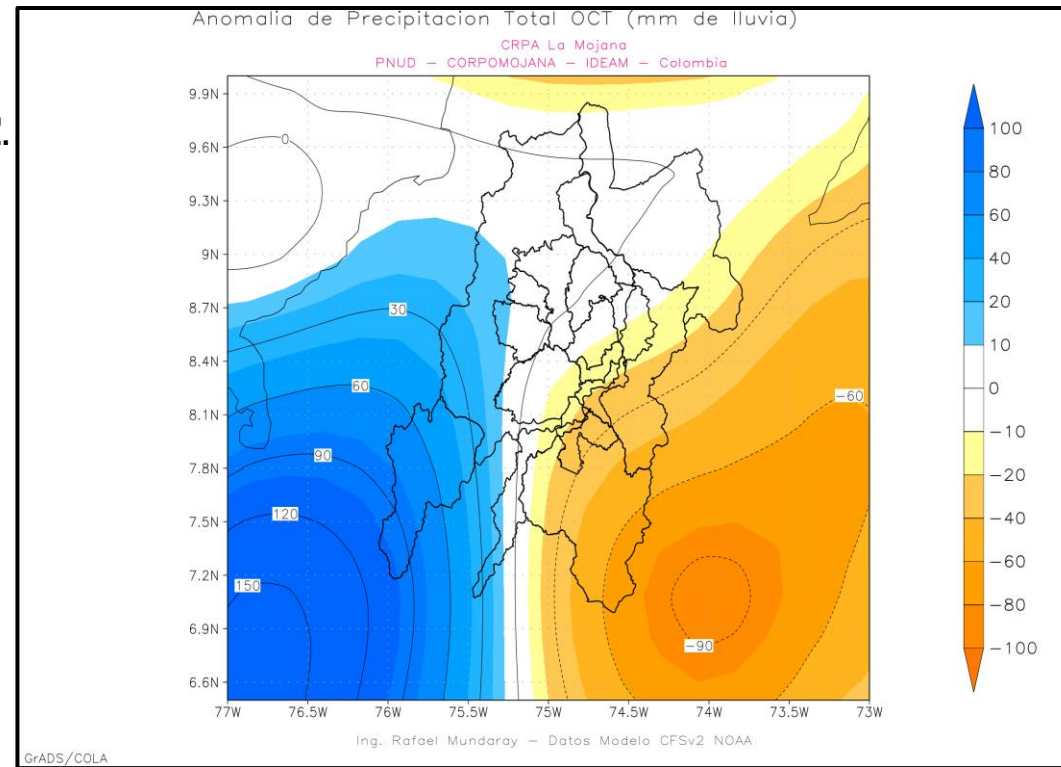 Anomalia de Precipitacion Total OCT (mm de lluvia)
CRPA La Mojana
PNUD – CORPOMOJANA – IDEAM – Colombia
9.9N
9.6N
9.3N
9N
8.7N
8.4N
8.1N
7.8N
7.5N
7.2N
6.9N
6.6N
0
30
60
90
120
150
−60
−90
77W 76.5W 76W 75.5W 75W 74.5W 74W 73.5W 73W
100
80
60
40
20
10
0
−10
−20
−40
−60
−80
−100
Ing. Rafael Mundaray – Datos Modelo CFSv2 NOAA
GrADS/COLA